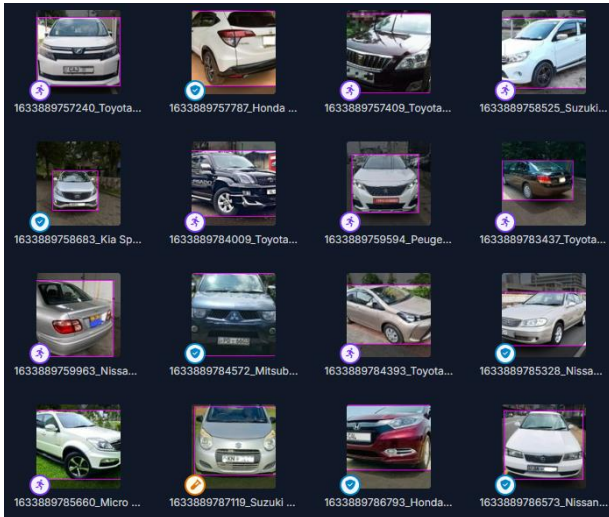 1633889757240_Toyota...
1633889757787_Honda ...
1633889757409_Toyota...
1633889758525_Suzuki...
1633889758683_Kia Sp...
1633889784009_Toyota...
1633889759594_Peuge...
1633889783437_Toyota...
1633889759963_Nissa...
1633889784572_Mitsub...
1633889784393_Toyota...
1633889785328_Nissa...
1633889785660_Micro ...
1633889787119_Suzuki ...
1633889786793_Honda...
1633889786573_Nissan...